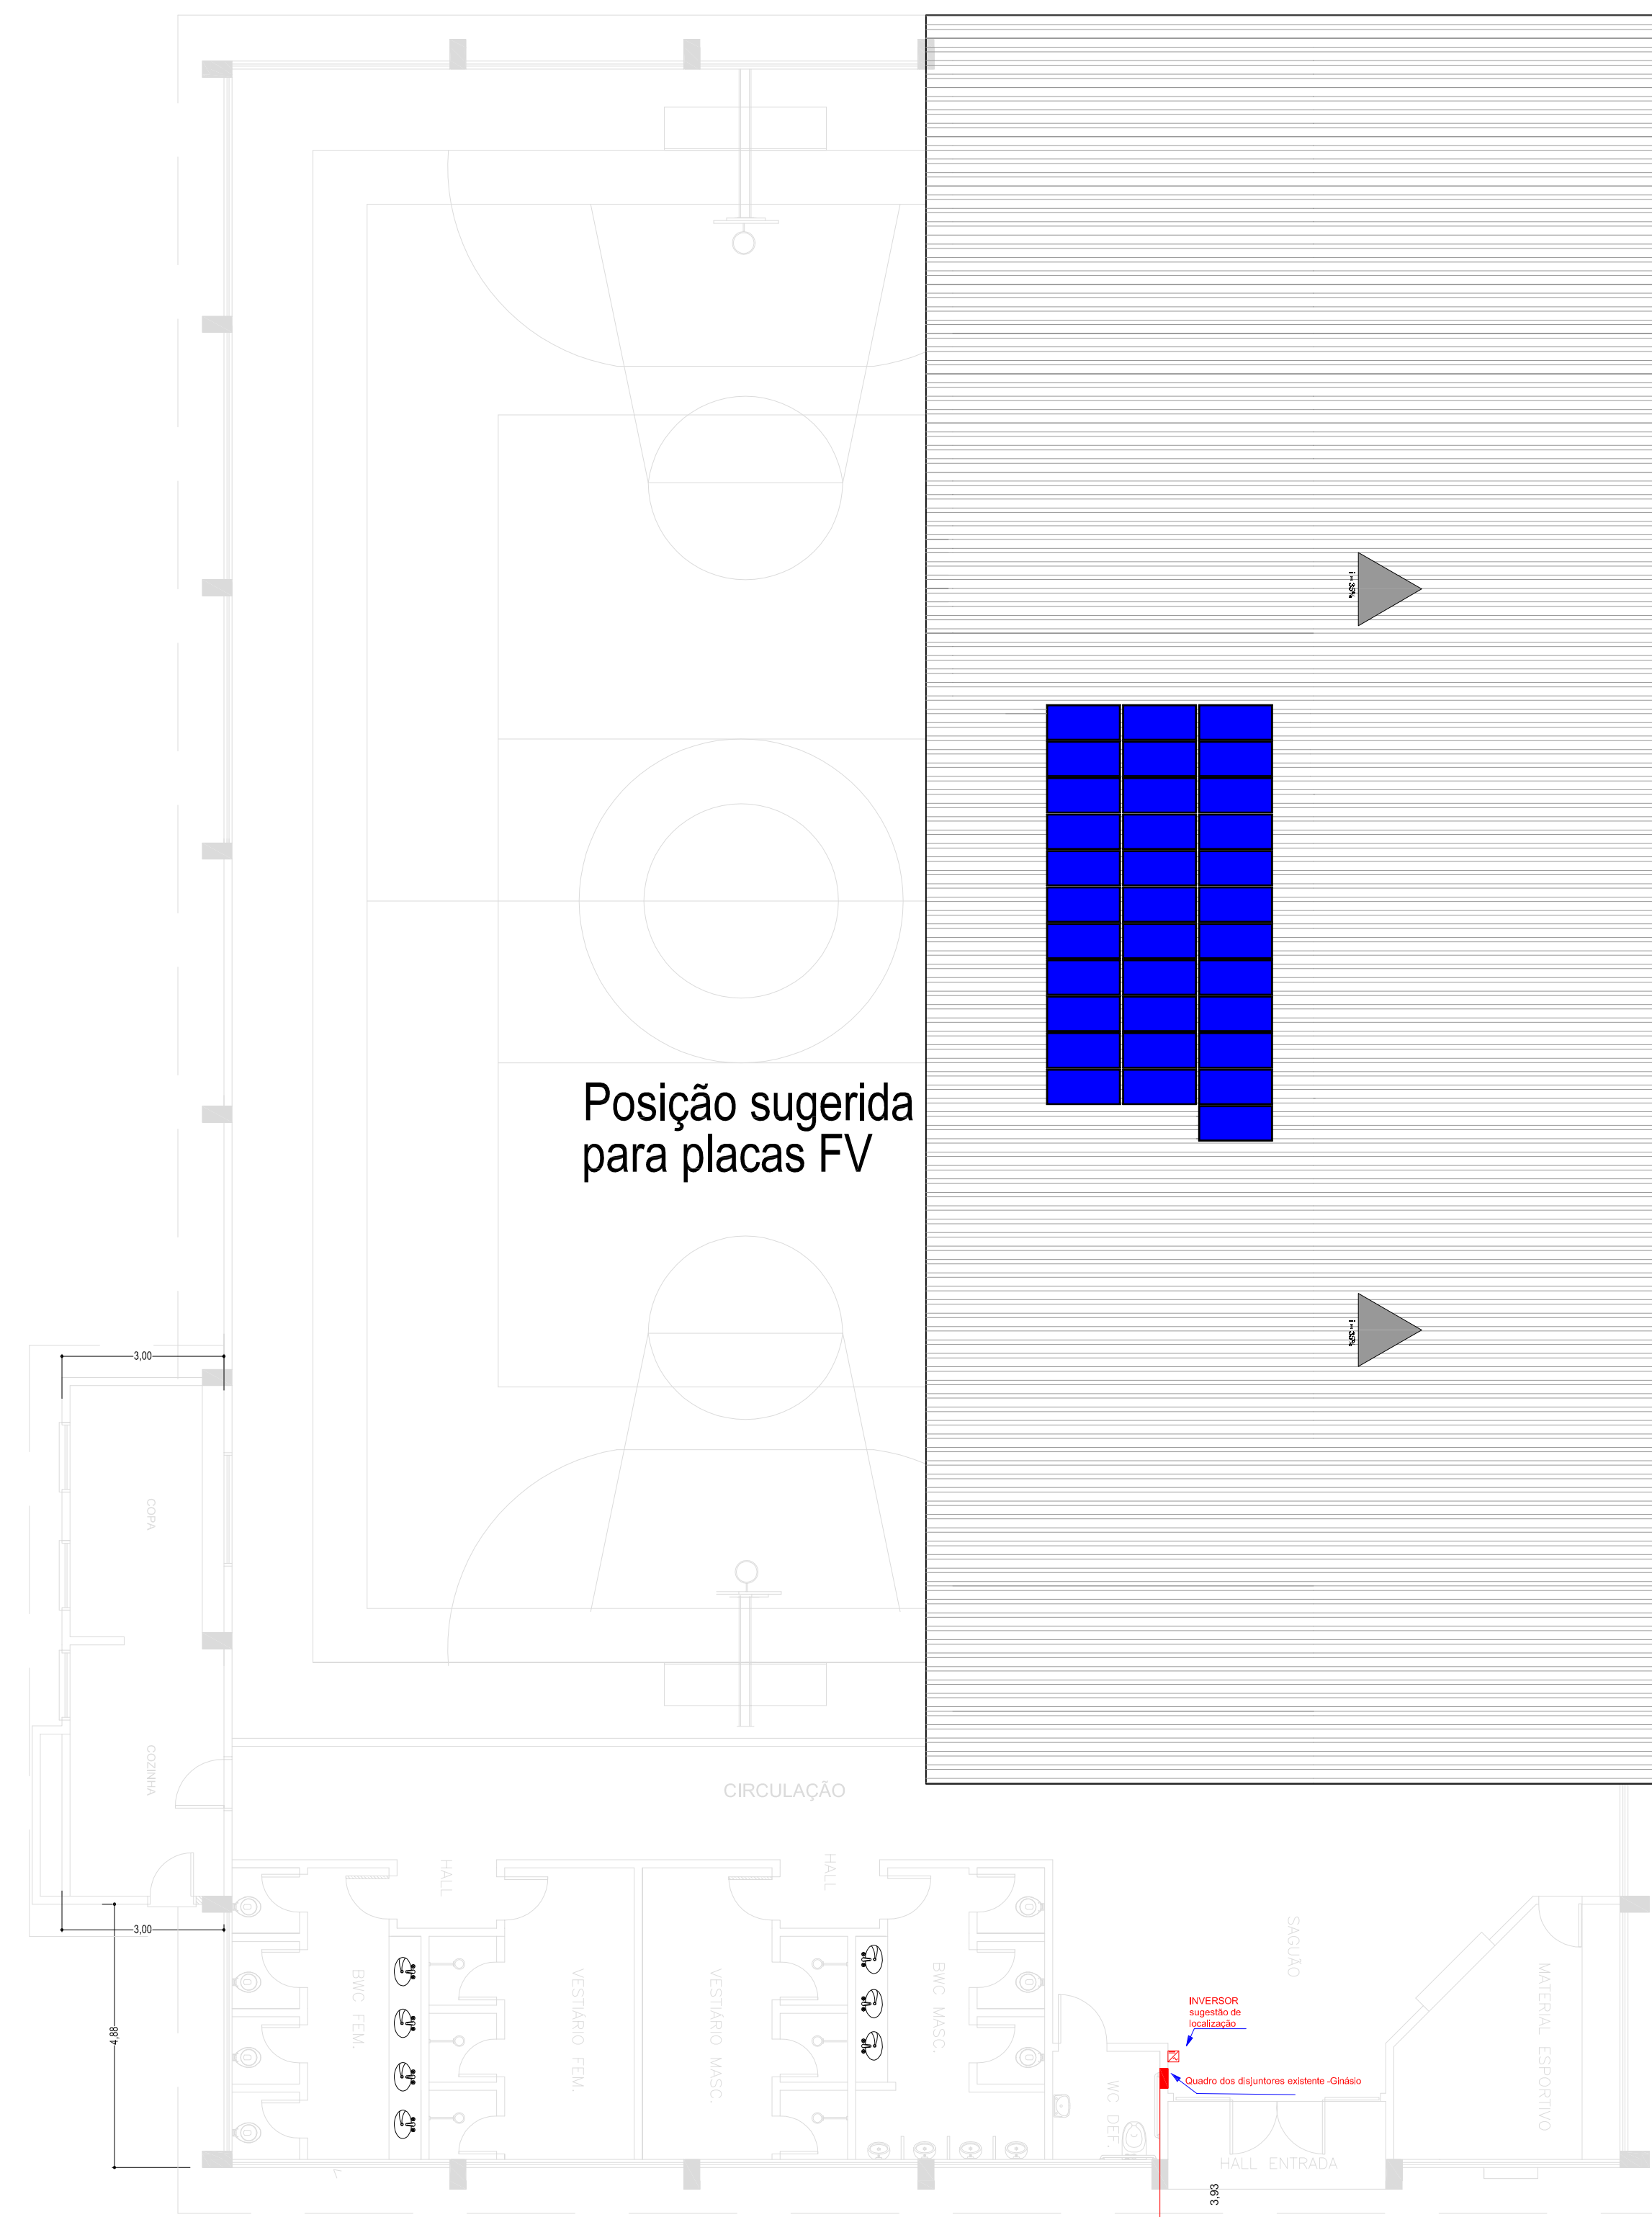 i = 35%
Posição sugerida
para placas FV
i = 35%
3,00
COPA
COZINHA
CIRCULAÇÃO
HALL
HALL
3,00
4,88
BWC FEM.
VESTIÁRIO FEM.
VESTIÁRIO MASC.
BWC MASC.
WC DEF.
SAGUÃO
MATERIAL ESPORTIVO
INVERSOR
sugestão de
localização
Quadro dos disjuntores existente -Ginásio
HALL ENTRADA
3,93